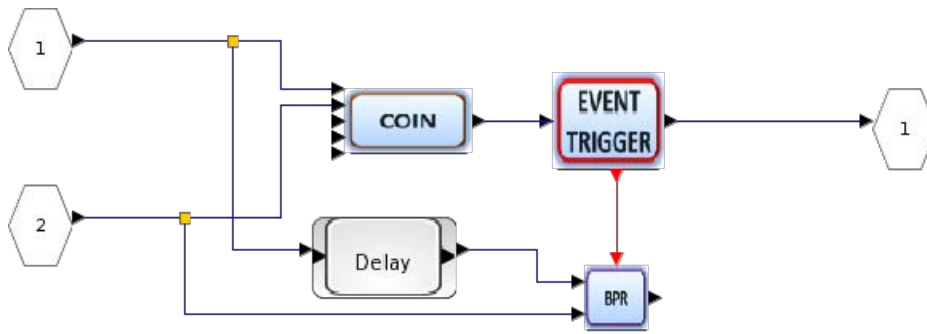 1
COIN
EVENT
TRIGGER
1
2
Delay
BPR